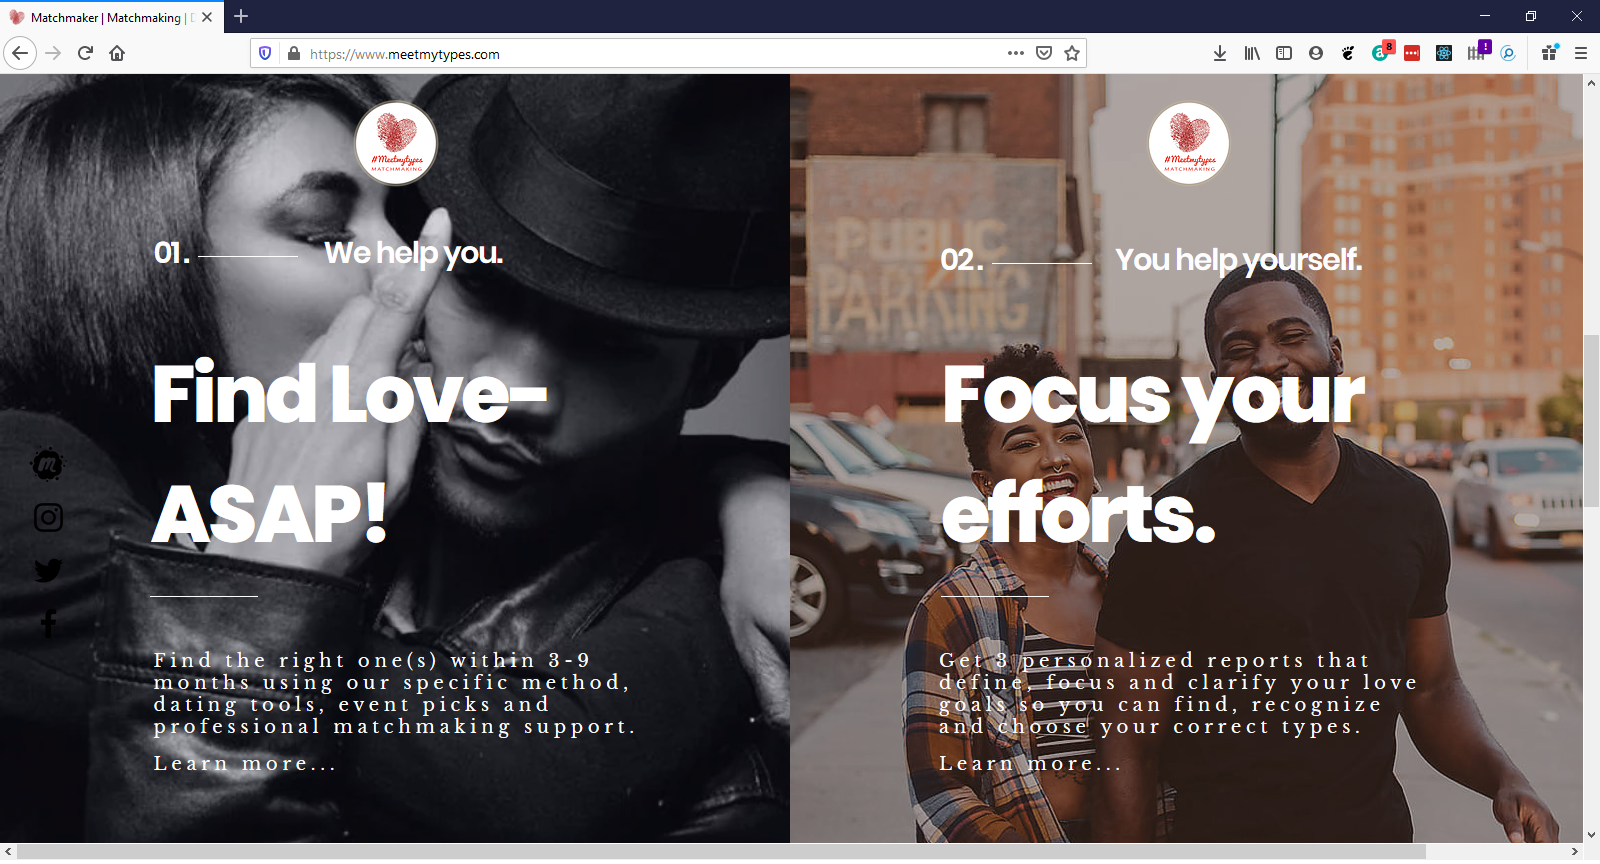 Matchmaker | Matchmaking | D
https://www.meetmytypes.com
8
!
#Meetmytypes
MATCHMAKING
01.
We help you.
Find Love-
ASAP!
Find the right one(s) within 3-9
months using our specific method,
dating tools, event picks and
professional matchmaking support.
Learn more...
#Meetmytypes
MATCHMAKING
PUBLIC
PARKING
02.
You help yourself.
Focus your
efforts.
Get 3 personalized reports that
define, focus and clarify your love
goals so you can find, recognize
and choose your correct types.
Learn more...